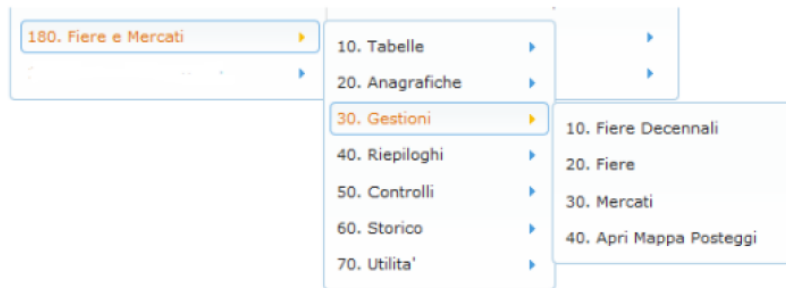 180. Fiere e Mercati
10. Tabelle
20. Anagrafiche
30. Gestioni
40. Riepiloghi
50. Controlli
60. Storico
70. Utilita'
10. Fiere Decennali
20. Fiere
30. Mercati
40. Apri Mappa Posteggi